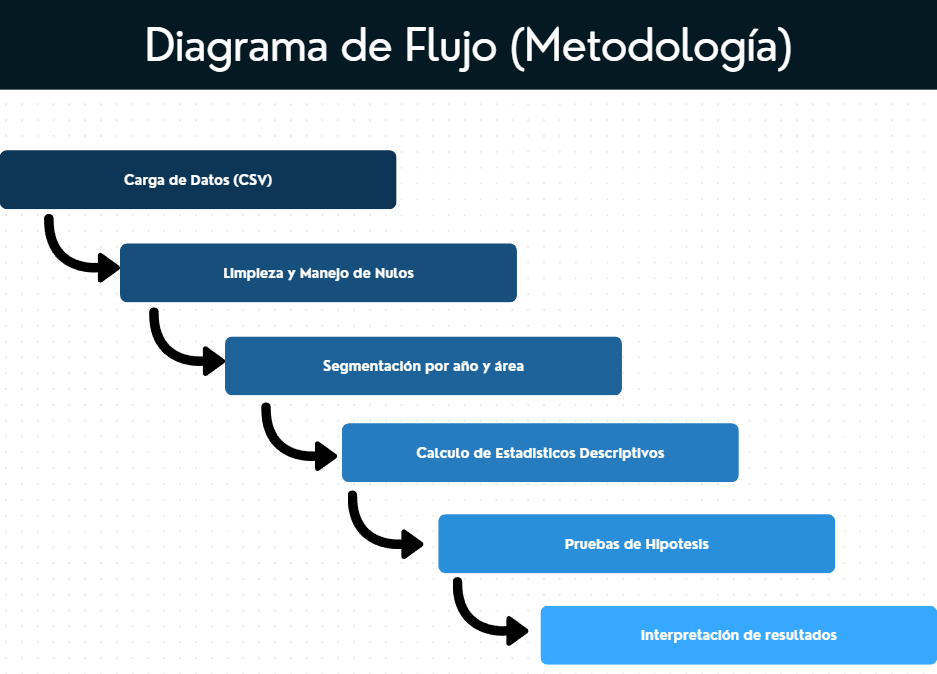 Diagrama de Flujo (Metodología)
Carga de Datos (CSV)
Limpieza y Manejo de Nulos
Segmentación por año y área
Calculo de Estadisticos Descriptivos
Pruebas de Hipotesis
Interpretación de resultados